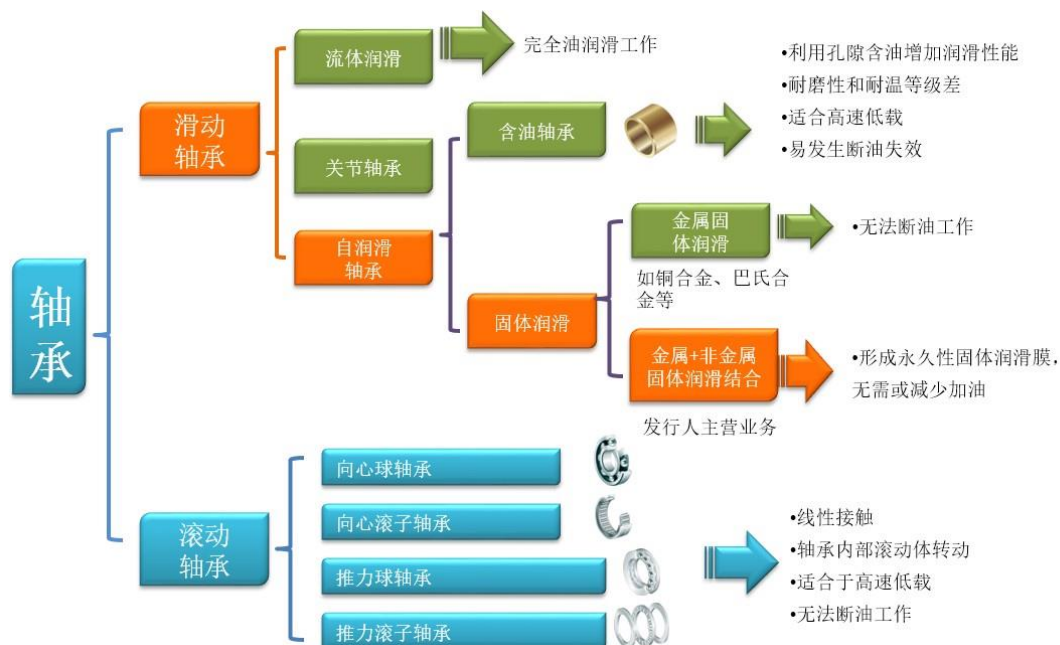 轴
承
滑动
轴承
流体润滑
完全油润滑工作
关节轴承
自润滑
轴承
含油轴承
•利用孔隙含油增加润滑性能
•耐磨性和耐温等级差
•适合高速低载
•易发生断油失效
固体润滑
金属固
体润滑
如铜合金、巴氏合
金等
•无法断油工作
金属+非金属
固体润滑结合
发行人主营业务
•形成永久性固体润滑膜，
无需或减少加油
滚动
轴承
向心球轴承
向心滚子轴承
推力球轴承
推力滚子轴承
•线性接触
•轴承内部滚动体转动
•适合于高速低载
•无法断油工作